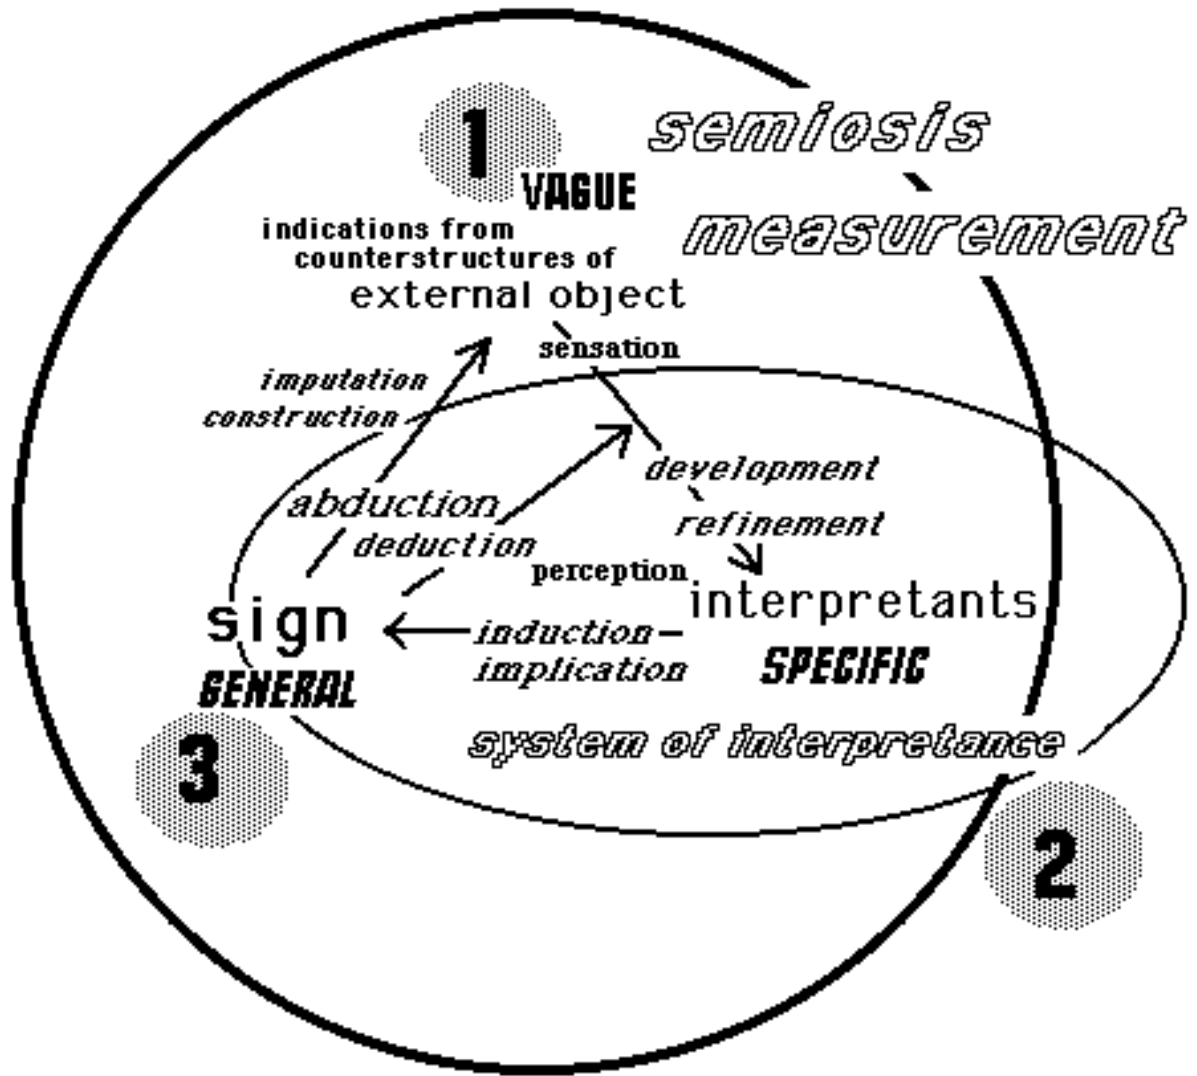 1
semiosis
VAGUE
measurement
indications from
counterstructures of
external object
sensation
imputation
construction
development
abduction
refinement
deduction
perception
interpretants
sign
induction
implication
SPECIFIC
GENERAL
system of interpretance
3
2